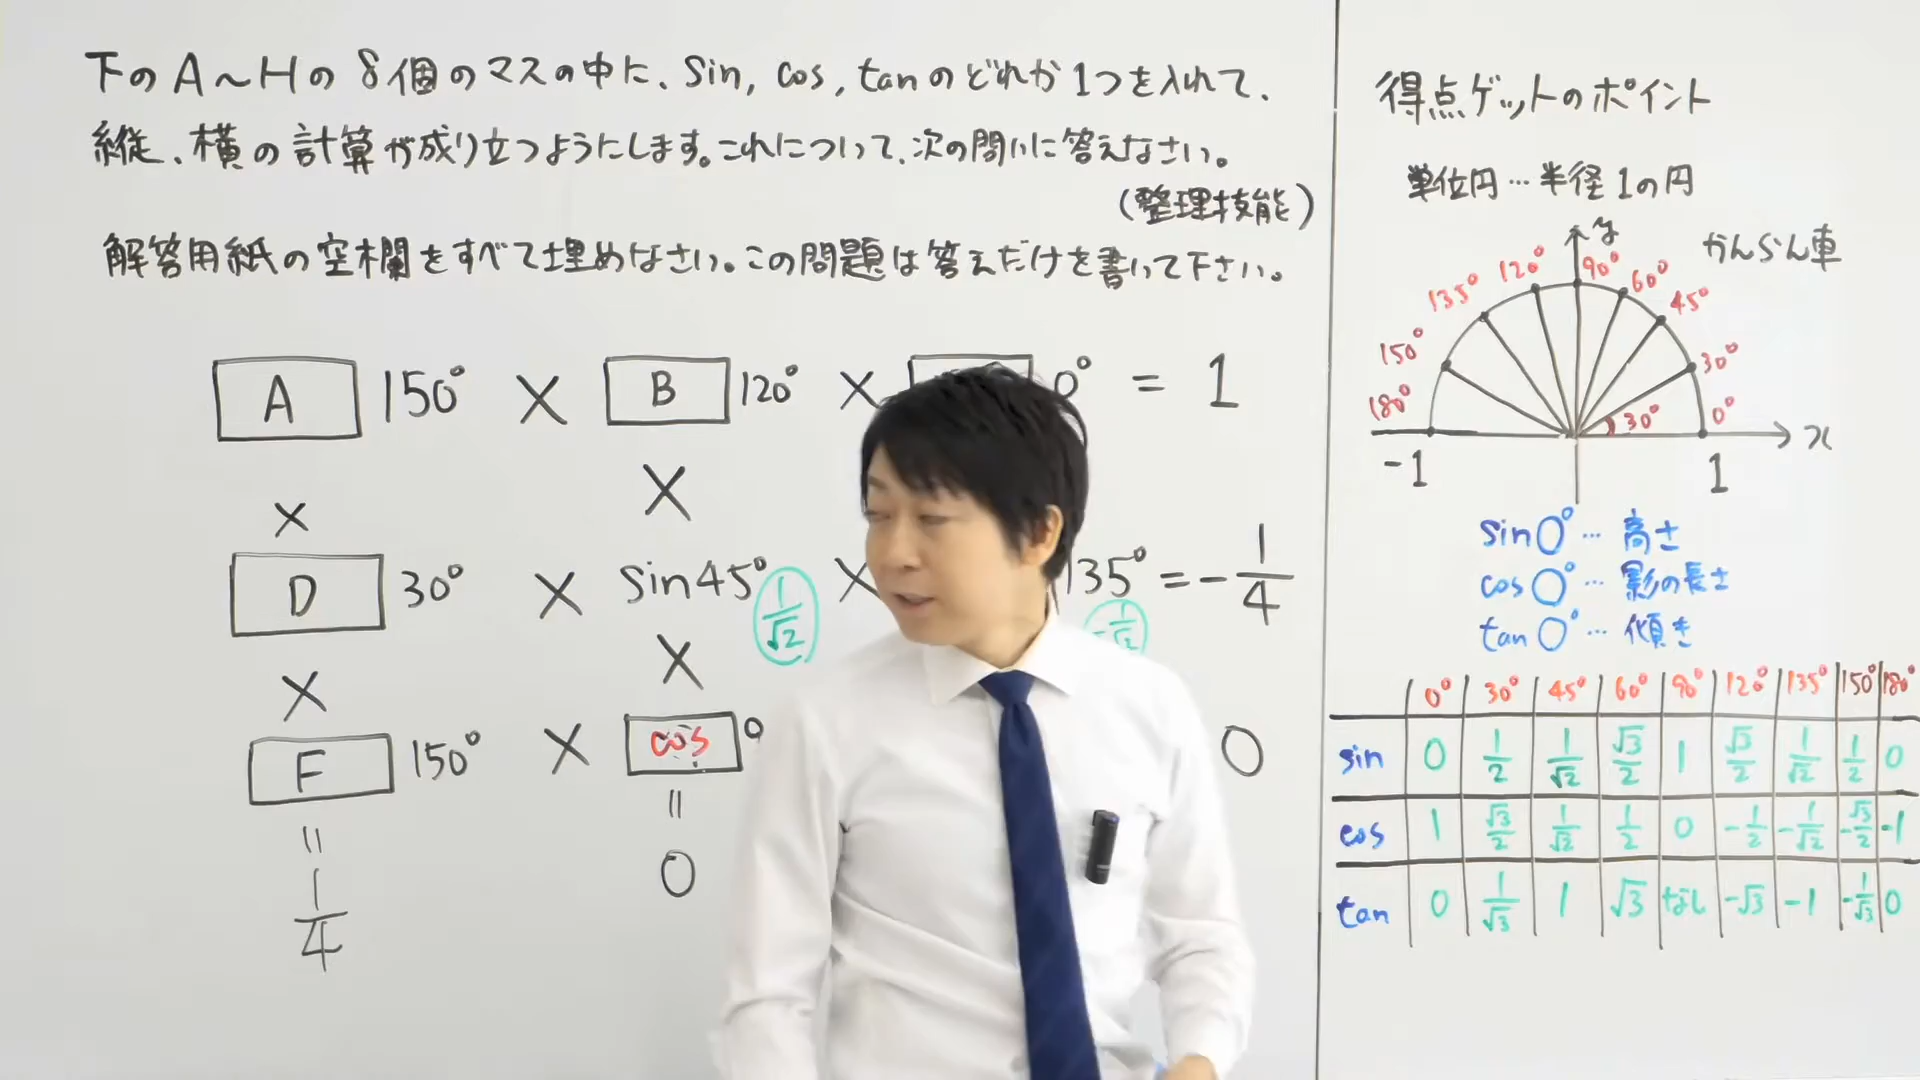 下のA〜Hの8個のマスの中に、sin, cos, tanのどれか1つを入れて、
縦、横の計算が成り立つようにします。これについて、次の問いに答えなさい。
(整理技能)
解答用紙の空欄をすべて埋めなさい。この問題は答えだけを書いて下さい。
A 150° × B 120° × 0° = 1
× ×
D 30° × sin45° × 135° = -1/4
1/√2 -1/√2
× ×
F 150° × cos 0° 0
= =
1/4 0
得点ゲットのポイント
単位円…半径1の円
y
かんらん車
180° 150° 135° 120° 90° 60° 45° 30° 0°
30°
-1 1 x
sin○°…高さ
cos○°…影の長さ
tan○°…傾き
0° 30° 45° 60° 90° 120° 135° 150° 180°
sin 0 1/2 1/√2 √3/2 1 √3/2 1/√2 1/2 0
cos 1 √3/2 1/√2 1/2 0 -1/2 -1/√2 -√3/2 -1
tan 0 1/√3 1 √3 なし -√3 -1 -1/√3 0